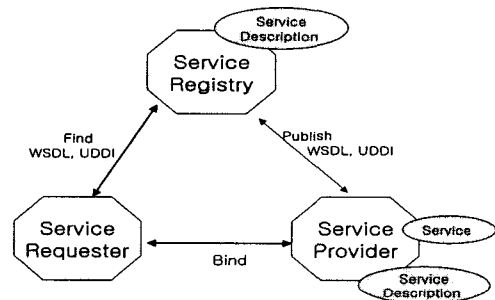 Service
Description
Service
Registry
Find
WSDL, UDDI
Publish
WSDL, UDDI
Service
Requester
Bind
Service
Provider
Service
Service
Description